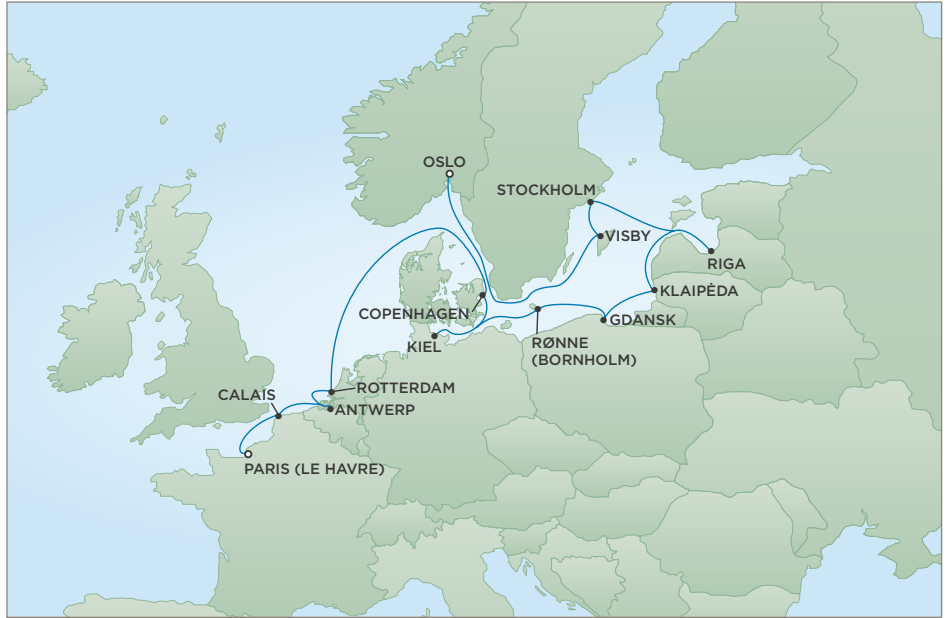 OSLO
STOCKHOLM
VISBY
RIGA
KLAIPĖDA
COPENHAGEN
GDANSK
KIEL
RØNNE
(BORNHOLM)
ROTTERDAM
CALAIS
ANTWERP
PARIS (LE HAVRE)